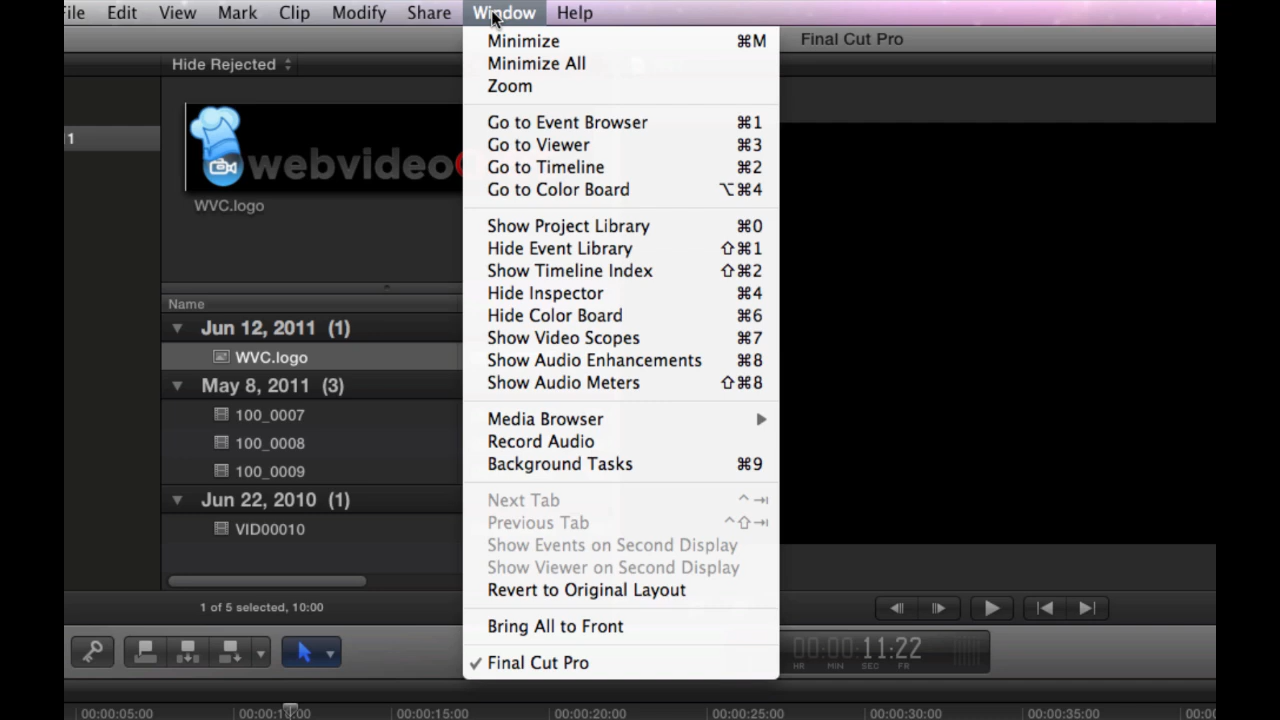 File Edit View Mark Clip Modify Share Window Help
Final Cut Pro
Hide Rejected
11
webvideo
WVC.logo
Name
Jun 12, 2011 (1)
WVC.logo
May 8, 2011 (3)
100_0007
100_0008
100_0009
Jun 22, 2010 (1)
VID00010
1 of 5 selected, 10:00
Minimize ⌘M
Minimize All
Zoom
Go to Event Browser ⌘1
Go to Viewer ⌘3
Go to Timeline ⌘2
Go to Color Board ⌥⌘4
Show Project Library ⌘0
Hide Event Library ⇧⌘1
Show Timeline Index ⇧⌘2
Hide Inspector ⌘4
Hide Color Board ⌘6
Show Video Scopes ⌘7
Show Audio Enhancements ⌘8
Show Audio Meters ⇧⌘8
Media Browser
Record Audio
Background Tasks ⌘9
Next Tab ^⇥
Previous Tab ^⇧⇥
Show Events on Second Display
Show Viewer on Second Display
Revert to Original Layout
Bring All to Front
✓ Final Cut Pro
00:00:11:22
HR MIN SEC FR
00:00:05:00 00:00:10:00 00:00:15:00 00:00:20:00 00:00:25:00 00:00:30:00 00:00:35:00